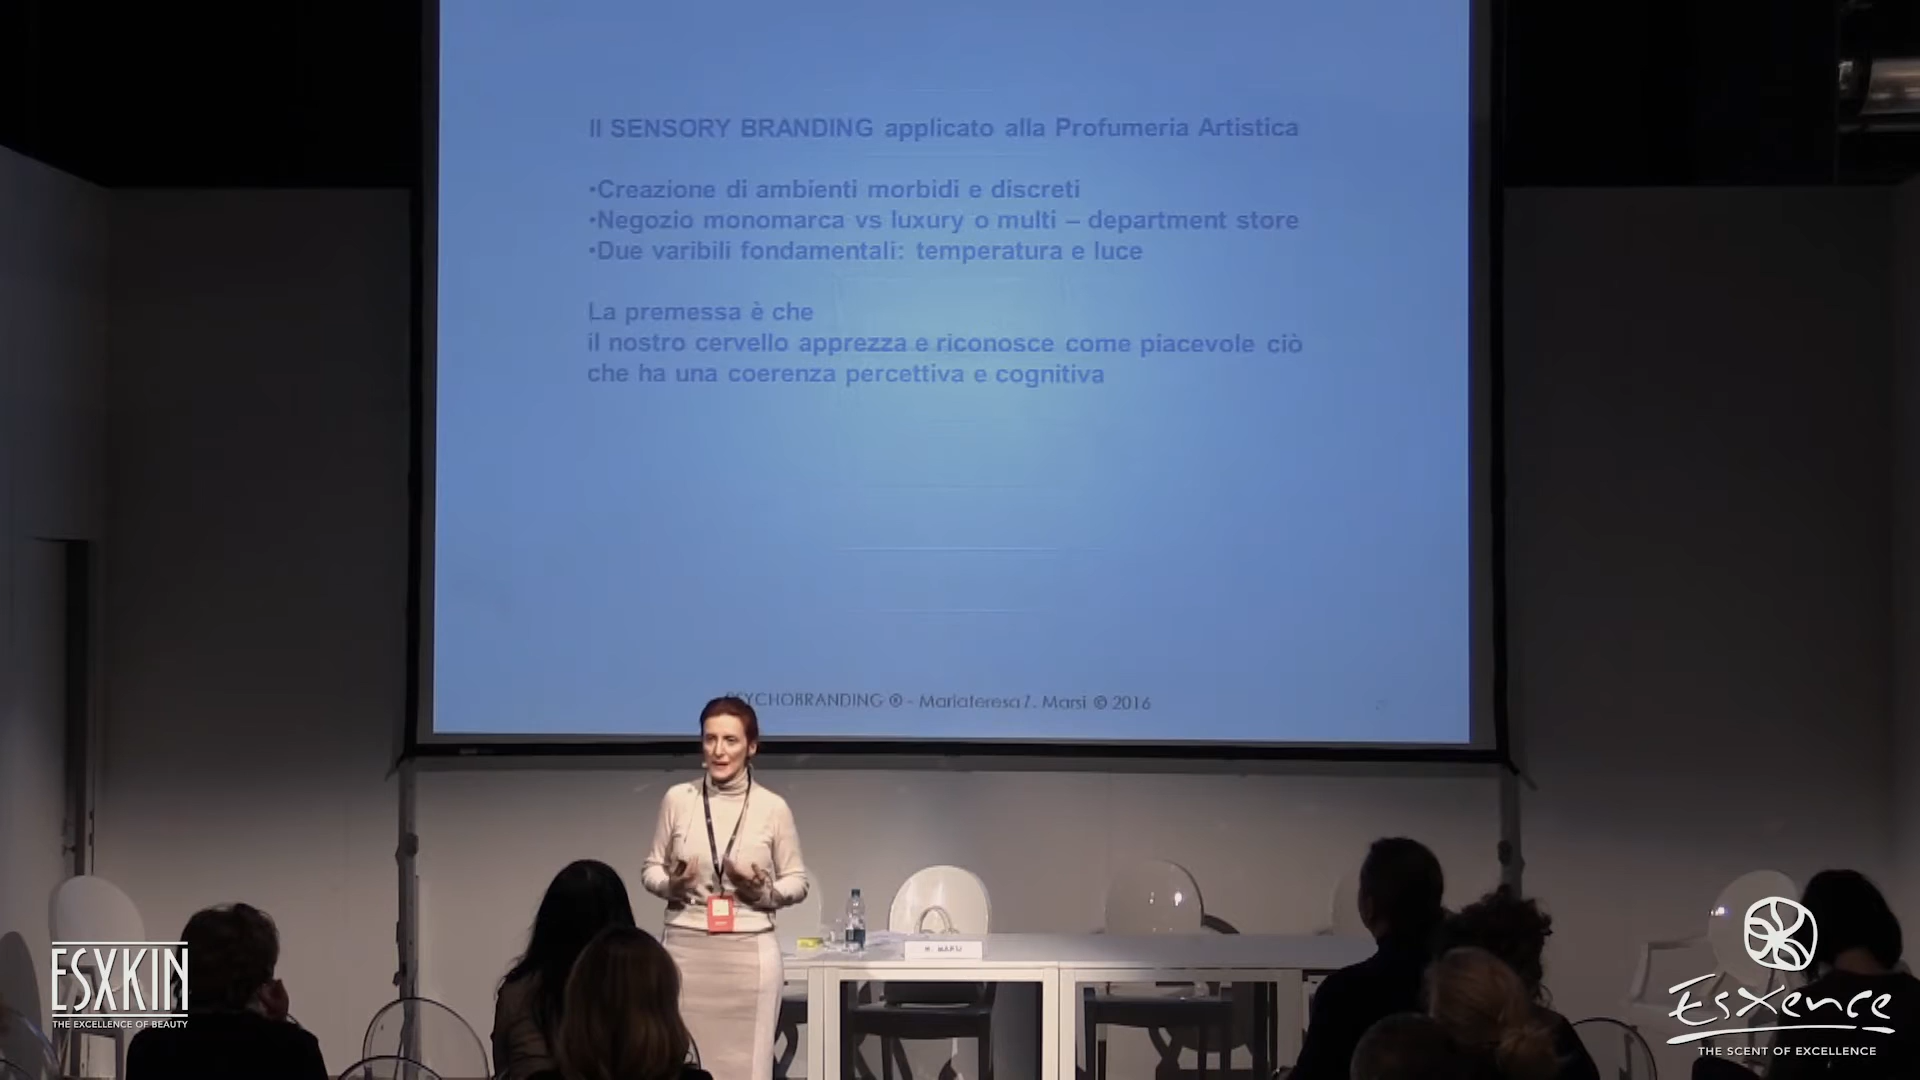 Il SENSORY BRANDING applicato alla Profumeria Artistica
•Creazione di ambienti morbidi e discreti
•Negozio monomarca vs luxury o multi – department store
•Due varibili fondamentali: temperatura e luce
La premessa è che
il nostro cervello apprezza e riconosce come piacevole ciò
che ha una coerenza percettiva e cognitiva
PSYCHOBRANDING ® - Mariateresa Z. Marsi © 2016
ESXKIN
THE EXCELLENCE OF BEAUTY
Esxence
THE SCENT OF EXCELLENCE